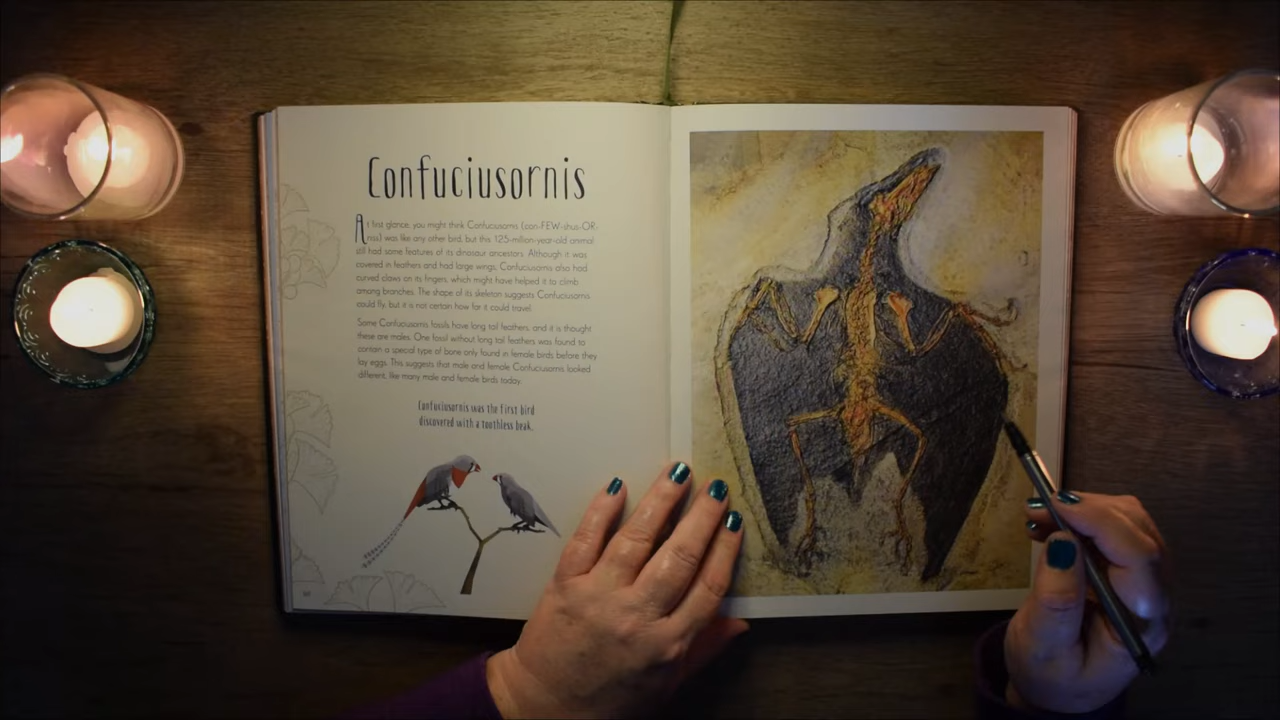 Confuciusornis
At first glance, you might think Confuciusornis (con-FEW-shus-OR-
niss) was like any other bird, but this 125-million-year-old animal
still had some features of its dinosaur ancestors. Although it was
covered in feathers and had large wings, Confuciusornis also had
curved claws on its fingers, which might have helped it to climb
among branches. The shape of its skeleton suggests Confuciusornis
could fly, but it is not certain how far it could travel.
Some Confuciusornis fossils have long tail feathers, and it is thought
these are males. One fossil without long tail feathers was found to
contain a special type of bone only found in female birds before they
lay eggs. This suggests that male and female Confuciusornis looked
different, like many male and female birds today.
Confuciusornis was the first bird
discovered with a toothless beak.